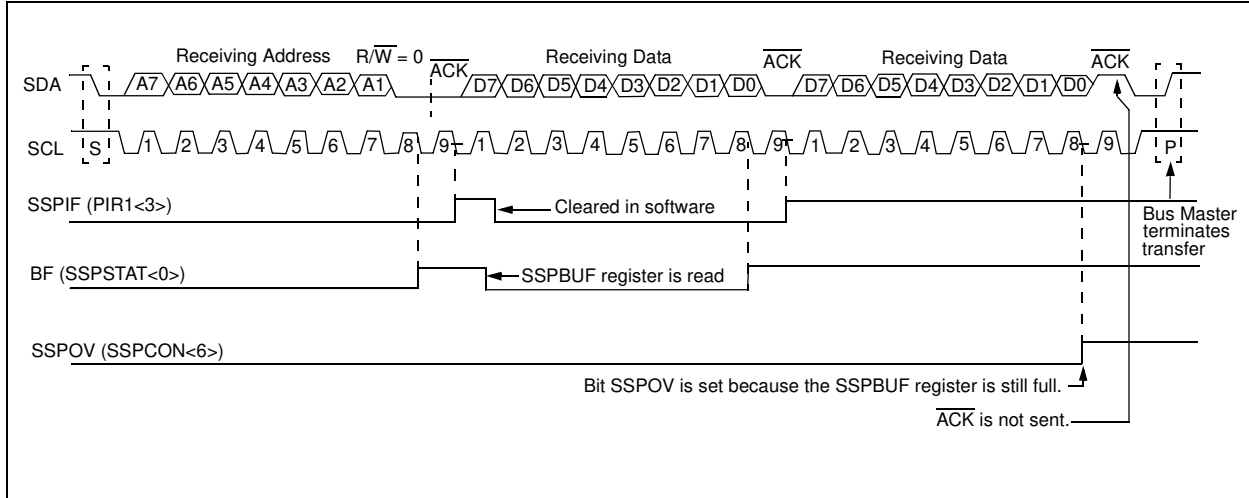 Receiving Address R/W̅ = 0 A̅C̅K̅ Receiving Data A̅C̅K̅ Receiving Data A̅C̅K̅
SDA A7 A6 A5 A4 A3 A2 A1 D7 D6 D5 D4 D3 D2 D1 D0 D7 D6 D5 D4 D3 D2 D1 D0
SCL S 1 2 3 4 5 6 7 8 9 1 2 3 4 5 6 7 8 9 1 2 3 4 5 6 7 8 9 P
SSPIF (PIR1<3>) Cleared in software
Bus Master
terminates
transfer
BF (SSPSTAT<0>) SSPBUF register is read
SSPOV (SSPCON<6>)
Bit SSPOV is set because the SSPBUF register is still full.
A̅C̅K̅ is not sent.